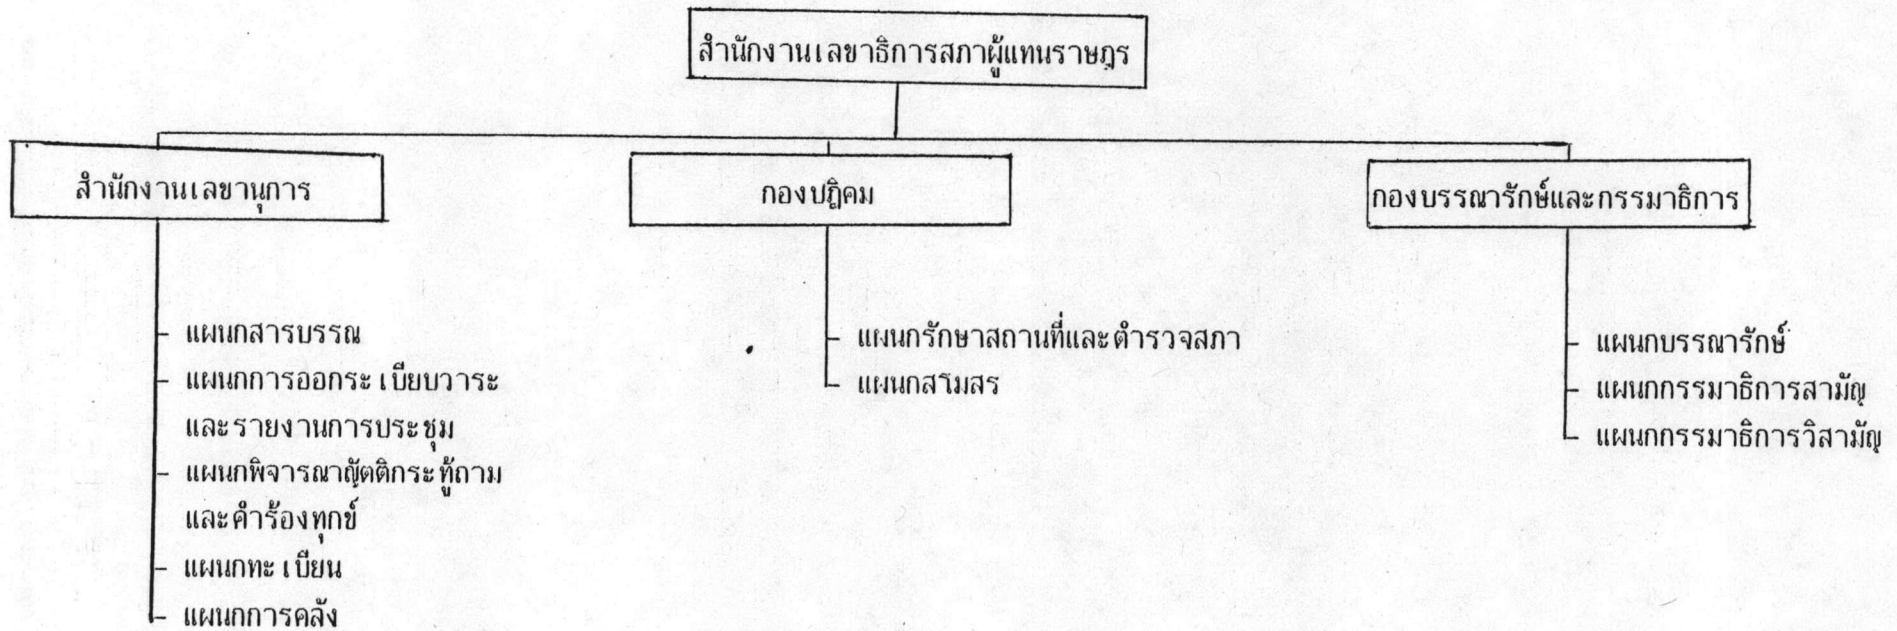 สำนักงานเลขาธิการสภาผู้แทนราษฎร
สำนักงานเลขานุการ
กองปฏิคม
กองบรรณารักษ์และกรรมาธิการ
- แผนกสารบรรณ
- แผนกการออกระเบียบวาระ
และรายงานการประชุม
- แผนกพิจารณาญัตติกระทู้ถาม
และคำร้องทุกข์
- แผนกทะเบียน
- แผนกการคลัง
- แผนกรักษาสถานที่และตำรวจสภา
- แผนกสโมสร
- แผนกบรรณารักษ์
- แผนกกรรมาธิการสามัญ
- แผนกกรรมาธิการวิสามัญ